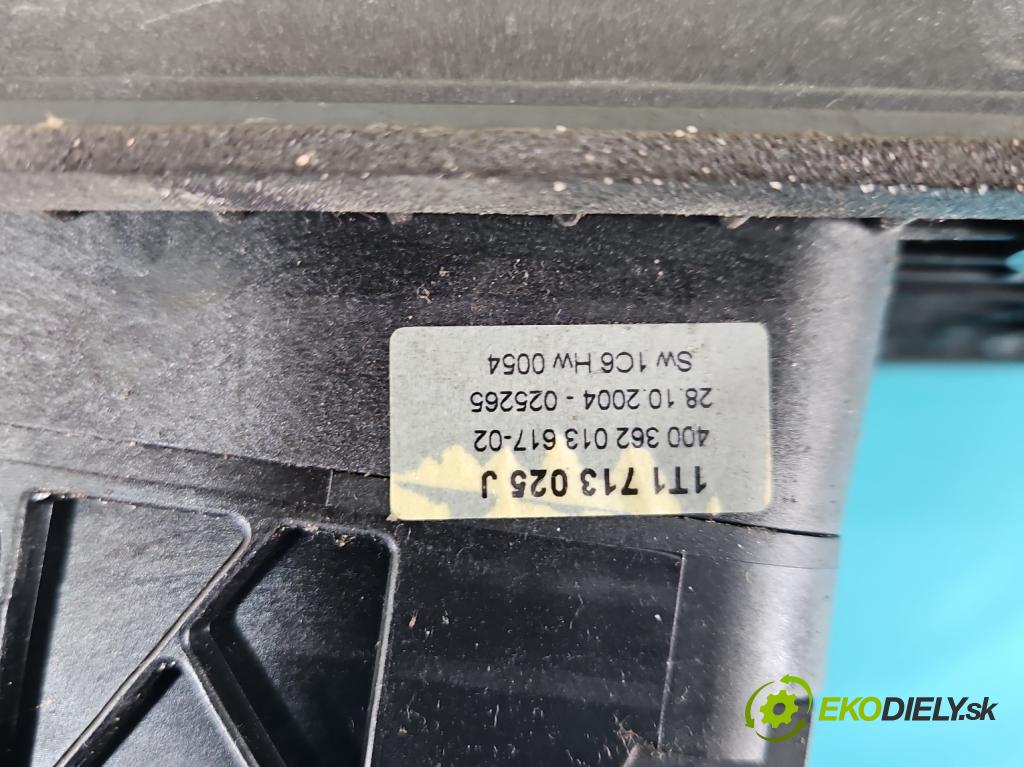 1T1 713 025 J
400 362 013 617-02
28.10.2004 - 025265
Sw 1C6 Hw 0054
EKODIELY.sk